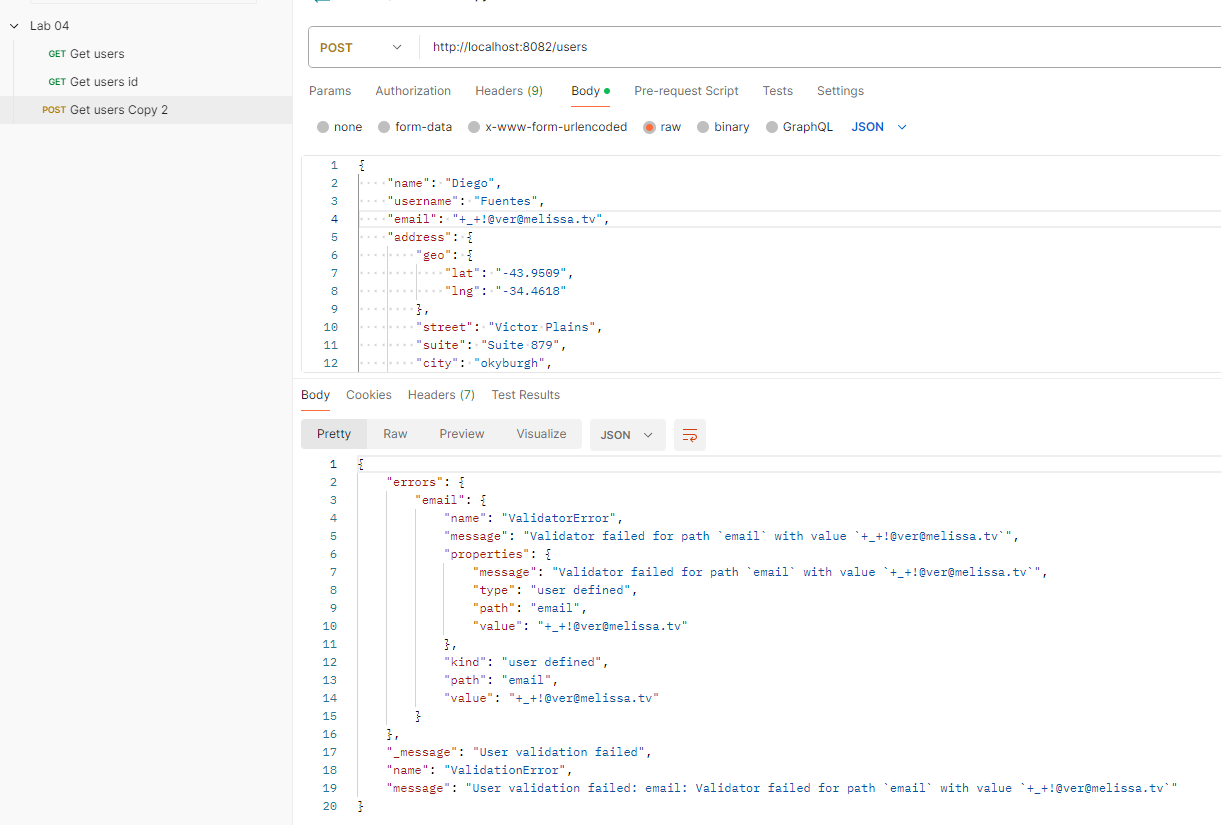 Lab 04
GET Get users
GET Get users id
POST Get users Copy 2
POST http://localhost:8082/users
Params Authorization Headers (9) Body Pre-request Script Tests Settings
none form-data x-www-form-urlencoded raw binary GraphQL JSON
1 {
2 "name": "Diego",
3 "username": "Fuentes",
4 "email": "+_+!@ver@melissa.tv",
5 "address": {
6 "geo": {
7 "lat": "-43.9509",
8 "lng": "-34.4618"
9 },
10 "street": "Victor Plains",
11 "suite": "Suite 879",
12 "city": "okyburgh",
Body Cookies Headers (7) Test Results
Pretty Raw Preview Visualize JSON
1 {
2 "errors": {
3 "email": {
4 "name": "ValidatorError",
5 "message": "Validator failed for path `email` with value `+_+!@ver@melissa.tv`",
6 "properties": {
7 "message": "Validator failed for path `email` with value `+_+!@ver@melissa.tv`",
8 "type": "user defined",
9 "path": "email",
10 "value": "+_+!@ver@melissa.tv"
11 },
12 "kind": "user defined",
13 "path": "email",
14 "value": "+_+!@ver@melissa.tv"
15 }
16 },
17 "_message": "User validation failed",
18 "name": "ValidationError",
19 "message": "User validation failed: email: Validator failed for path `email` with value `+_+!@ver@melissa.tv`"
20 }